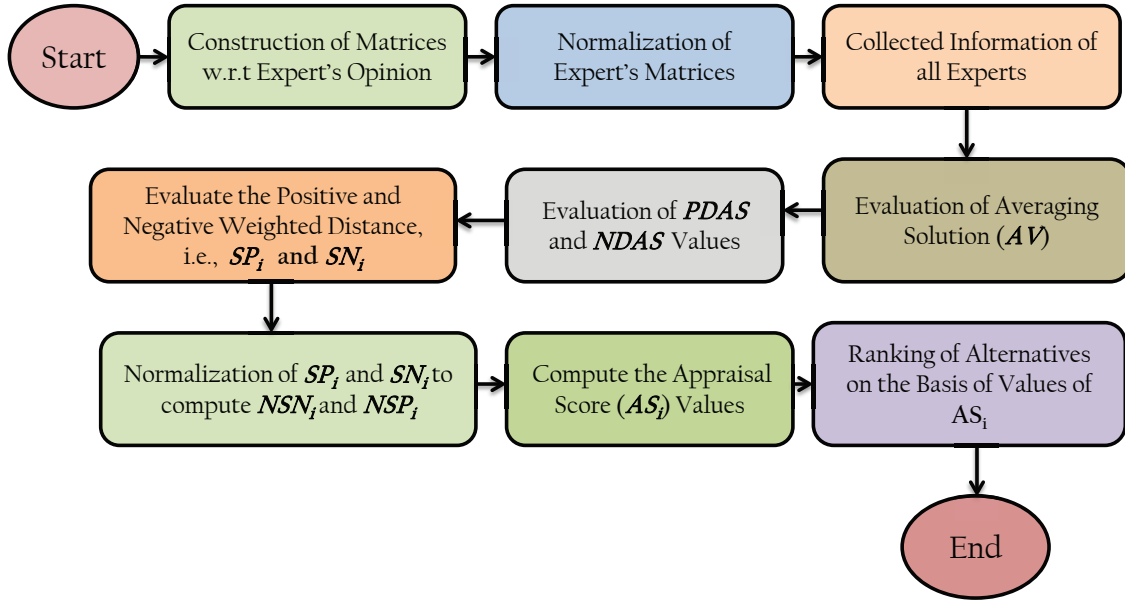 Start
Construction of Matrices
w.r.t Expert's Opinion
Normalization of
Expert's Matrices
Collected Information of
all Experts
Evaluation of Averaging
Solution (AV)
Evaluation of PDAS
and NDAS Values
Evaluate the Positive and
Negative Weighted Distance,
i.e., SPᵢ and SNᵢ
Normalization of SPᵢ and SNᵢ to
compute NSNᵢ and NSPᵢ
Compute the Appraisal
Score (ASᵢ) Values
Ranking of Alternatives
on the Basis of Values of
ASᵢ
End